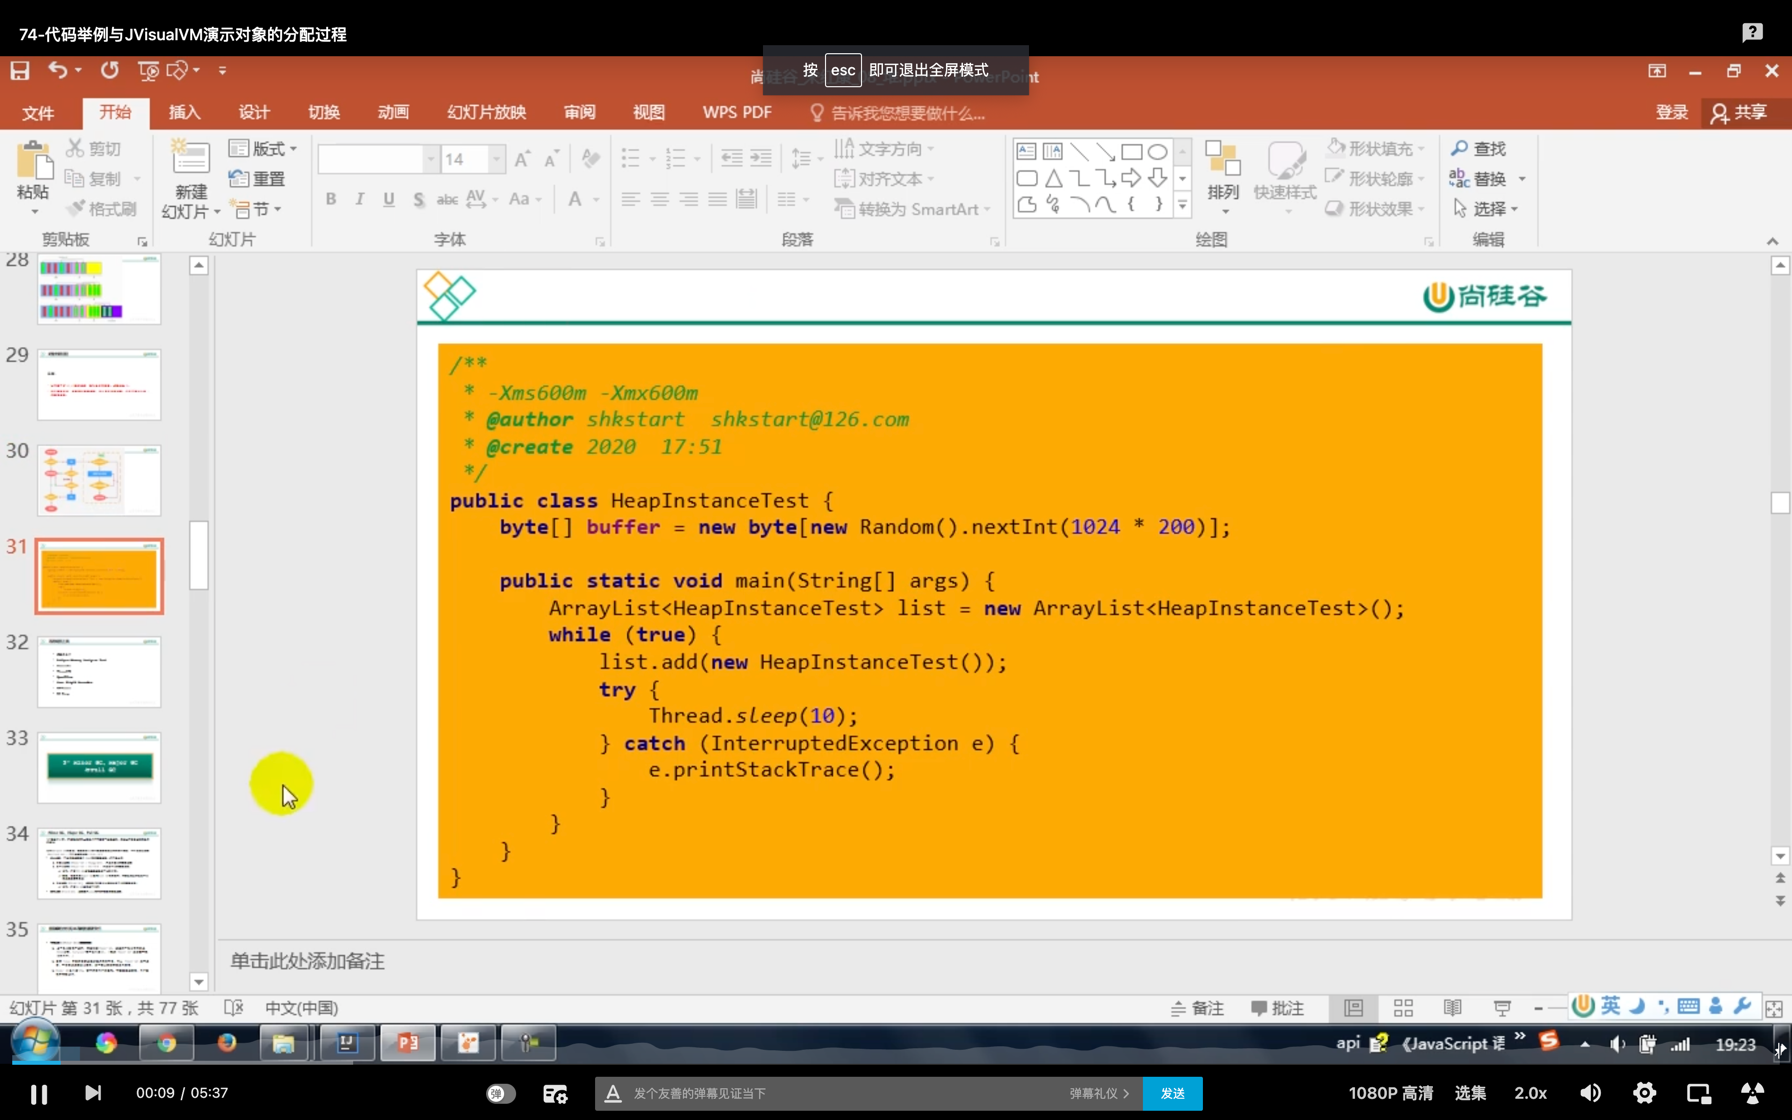 74-代码举例与JVisualVM演示对象的分配过程
按 esc 即可退出全屏模式
文件 开始 插入 设计 切换 动画 幻灯片放映 审阅 视图 WPS PDF 告诉我您想要做什么... 登录 共享
粘贴 剪切 复制 格式刷
新建 幻灯片 版式 重置 节
14
B I U S abc AV Aa A
文字方向 对齐文本 转换为 SmartArt
排列 快速样式 形状填充 形状轮廓 形状效果
查找 替换 选择
剪贴板 幻灯片 字体 段落 绘图 编辑
28
29
30
31
32
33
34
35
尚硅谷
/**
* -Xms600m -Xmx600m
* @author shkstart  shkstart@126.com
* @create 2020  17:51
*/
public class HeapInstanceTest {
byte[] buffer = new byte[new Random().nextInt(1024 * 200)];
public static void main(String[] args) {
ArrayList<HeapInstanceTest> list = new ArrayList<HeapInstanceTest>();
while (true) {
list.add(new HeapInstanceTest());
try {
Thread.sleep(10);
} catch (InterruptedException e) {
e.printStackTrace();
}
}
}
}
单击此处添加备注
幻灯片 第 31 张，共 77 张 中文(中国) 备注 批注 英
api 《JavaScript 语 19:23
00:09 / 05:37 弹 发个友善的弹幕见证当下 弹幕礼仪 发送 1080P 高清 选集 2.0x